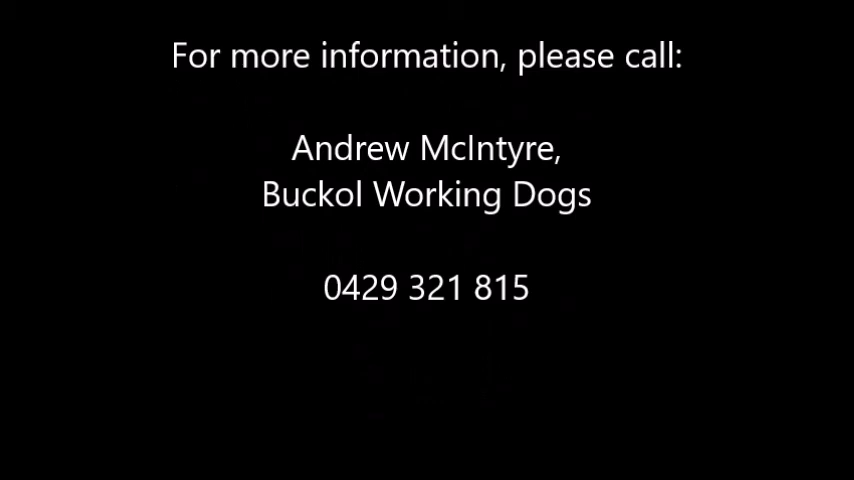 For more information, please call:
Andrew McIntyre,
Buckol Working Dogs
0429 321 815